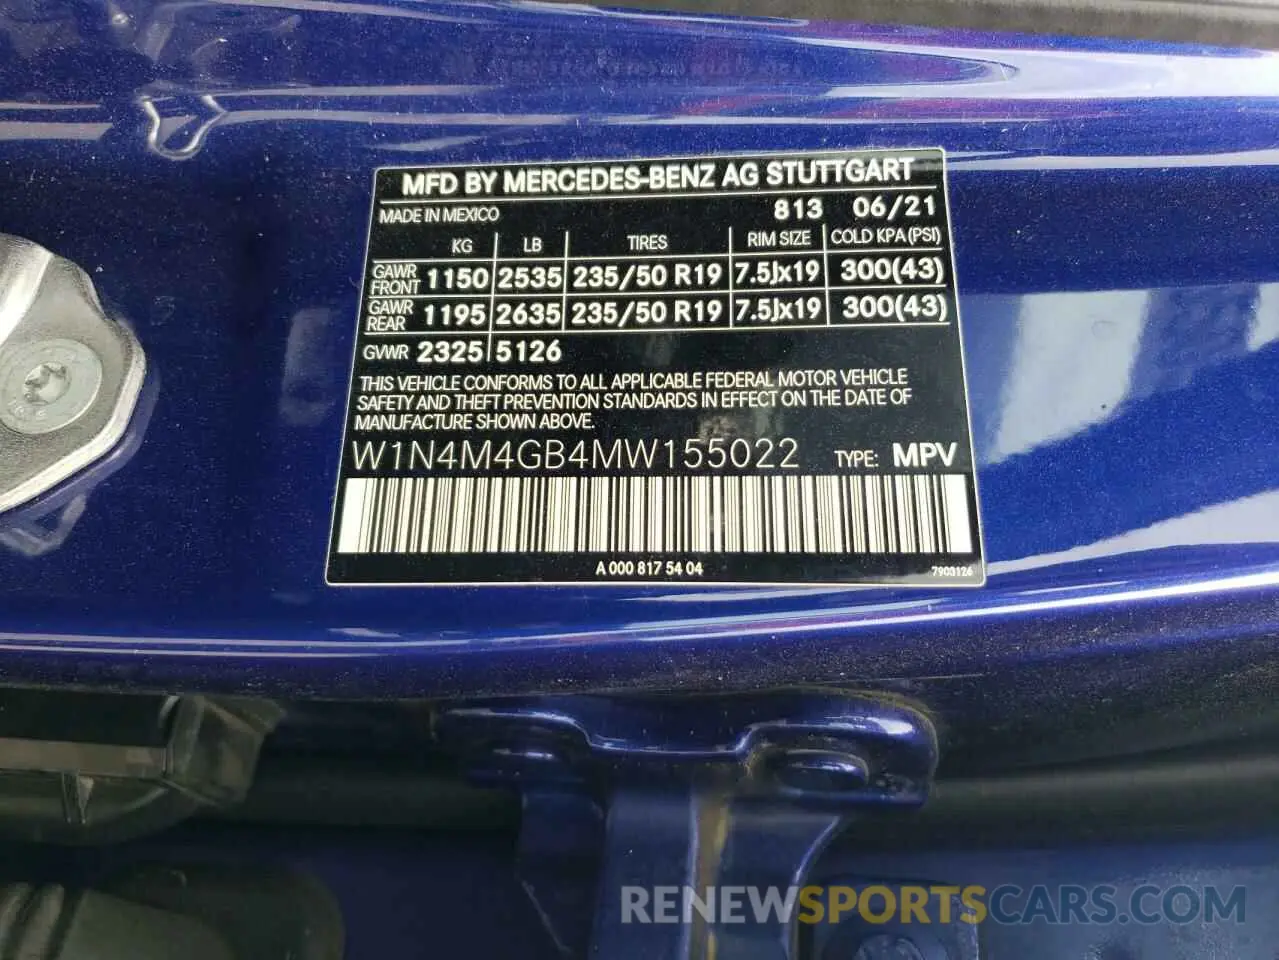 MFD BY MERCEDES-BENZ AG STUTTGART
MADE IN MEXICO 813 06/21
KG LB TIRES RIM SIZE COLD KPA (PSI)
GAWR FRONT 1150 2535 235/50 R19 7.5Jx19 300(43)
GAWR REAR 1195 2635 235/50 R19 7.5Jx19 300(43)
GVWR 2325 5126
THIS VEHICLE CONFORMS TO ALL APPLICABLE FEDERAL MOTOR VEHICLE
SAFETY AND THEFT PREVENTION STANDARDS IN EFFECT ON THE DATE OF
MANUFACTURE SHOWN ABOVE.
W1N4M4GB4MW155022 TYPE: MPV
A 000 817 54 04 7903126
RENEWSPORTSCARS.COM